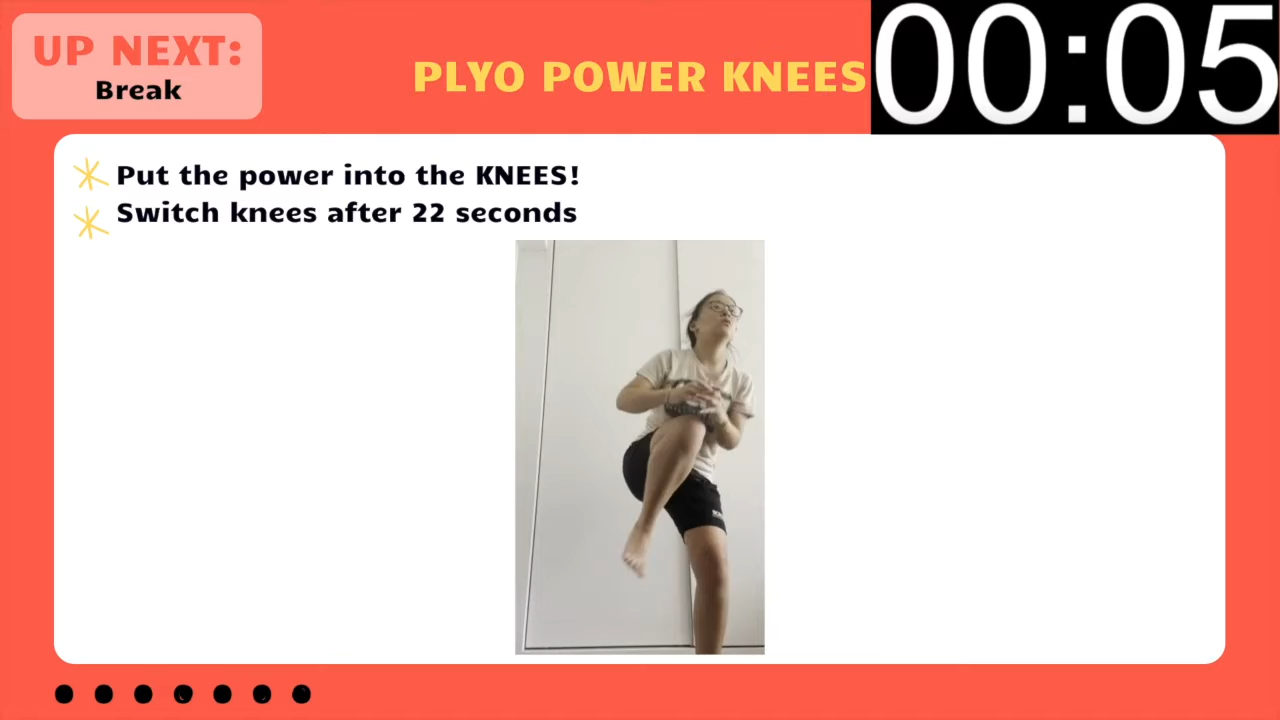 UP NEXT:
Break
PLYO POWER KNEES
00:05
Put the power into the KNEES!
Switch knees after 22 seconds